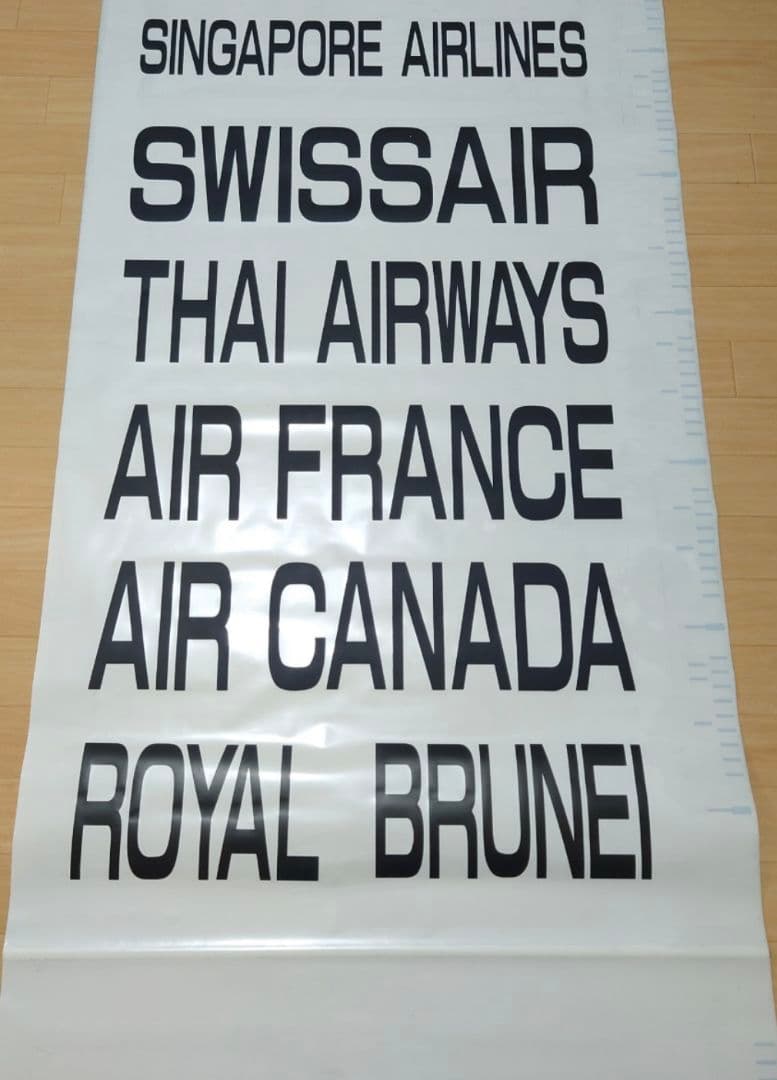 SINGAPORE AIRLINES
SWISSAIR
THAI AIRWAYS
AIR FRANCE
AIR CANADA
ROYAL BRUNEI